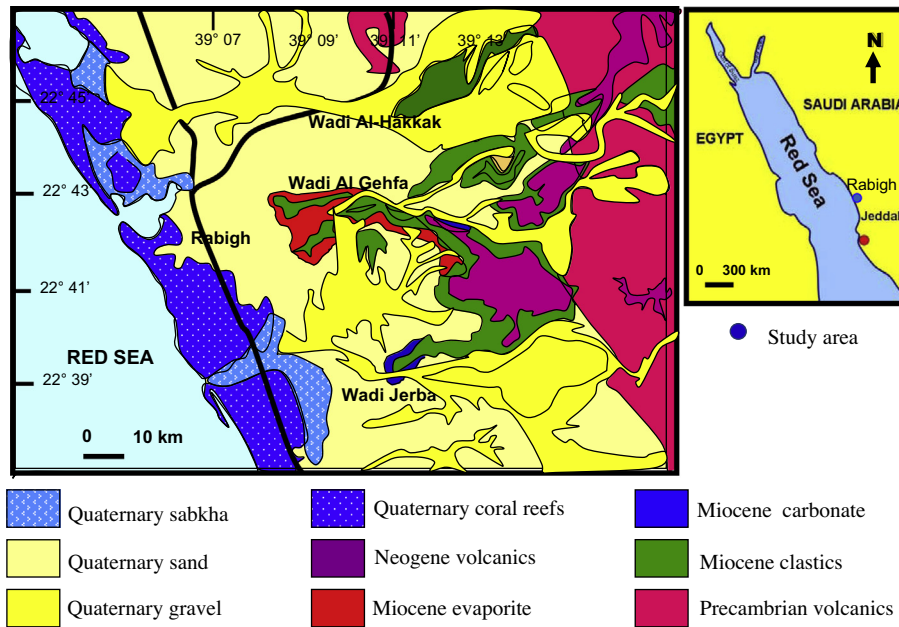 39° 07
39° 09'
39° 11'
39° 13'
22° 45'
Wadi Al-Hakkak
22° 43
Wadi Al Gehfa
Rabigh
22° 41'
RED SEA
22° 39'
Wadi Jerba
0 10 km
N
SAUDI ARABIA
EGYPT
Red Sea
Rabigh
Jeddah
0 300 km
Study area
Quaternary sabkha
Quaternary coral reefs
Miocene carbonate
Quaternary sand
Neogene volcanics
Miocene clastics
Quaternary gravel
Miocene evaporite
Precambrian volcanics